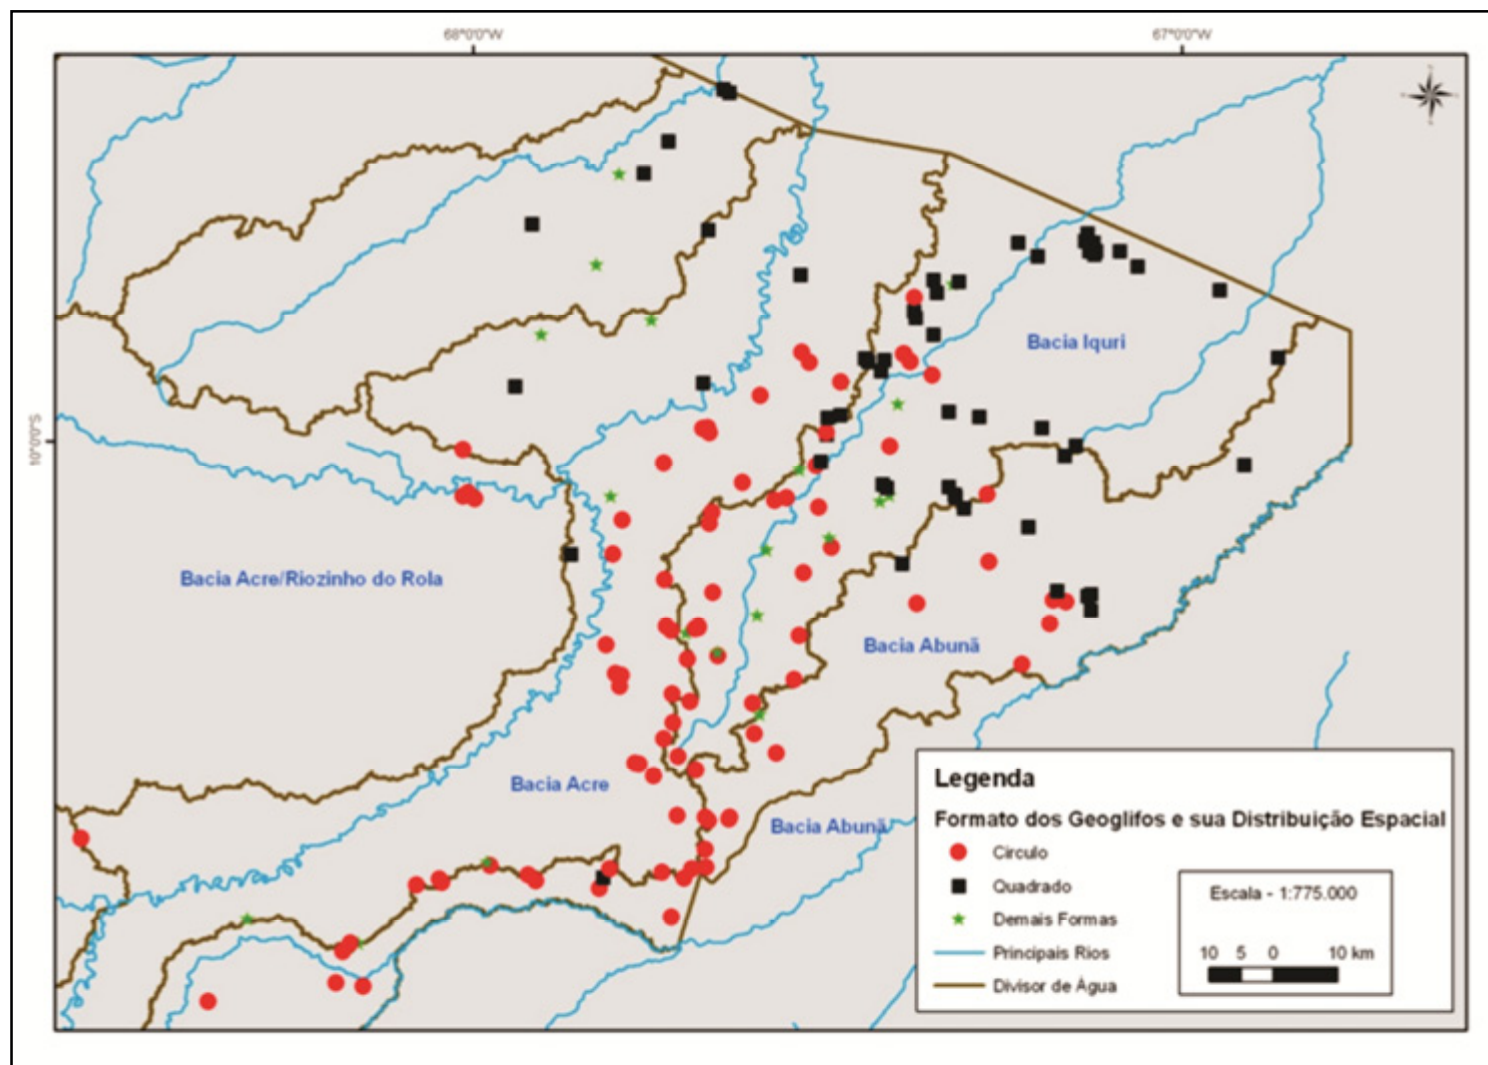 68°0'0"W
67°0'0"W
10°0'0"S
Bacia Iquri
Bacia Acre/Riozinho do Rola
Bacia Abunã
Bacia Acre
Bacia Abunã
Legenda
Formato dos Geoglifos e sua Distribuição Espacial
Circulo
Quadrado
Demais Formas
Principais Rios
Divisor de Água
Escala - 1:775.000
10 5 0 10 km